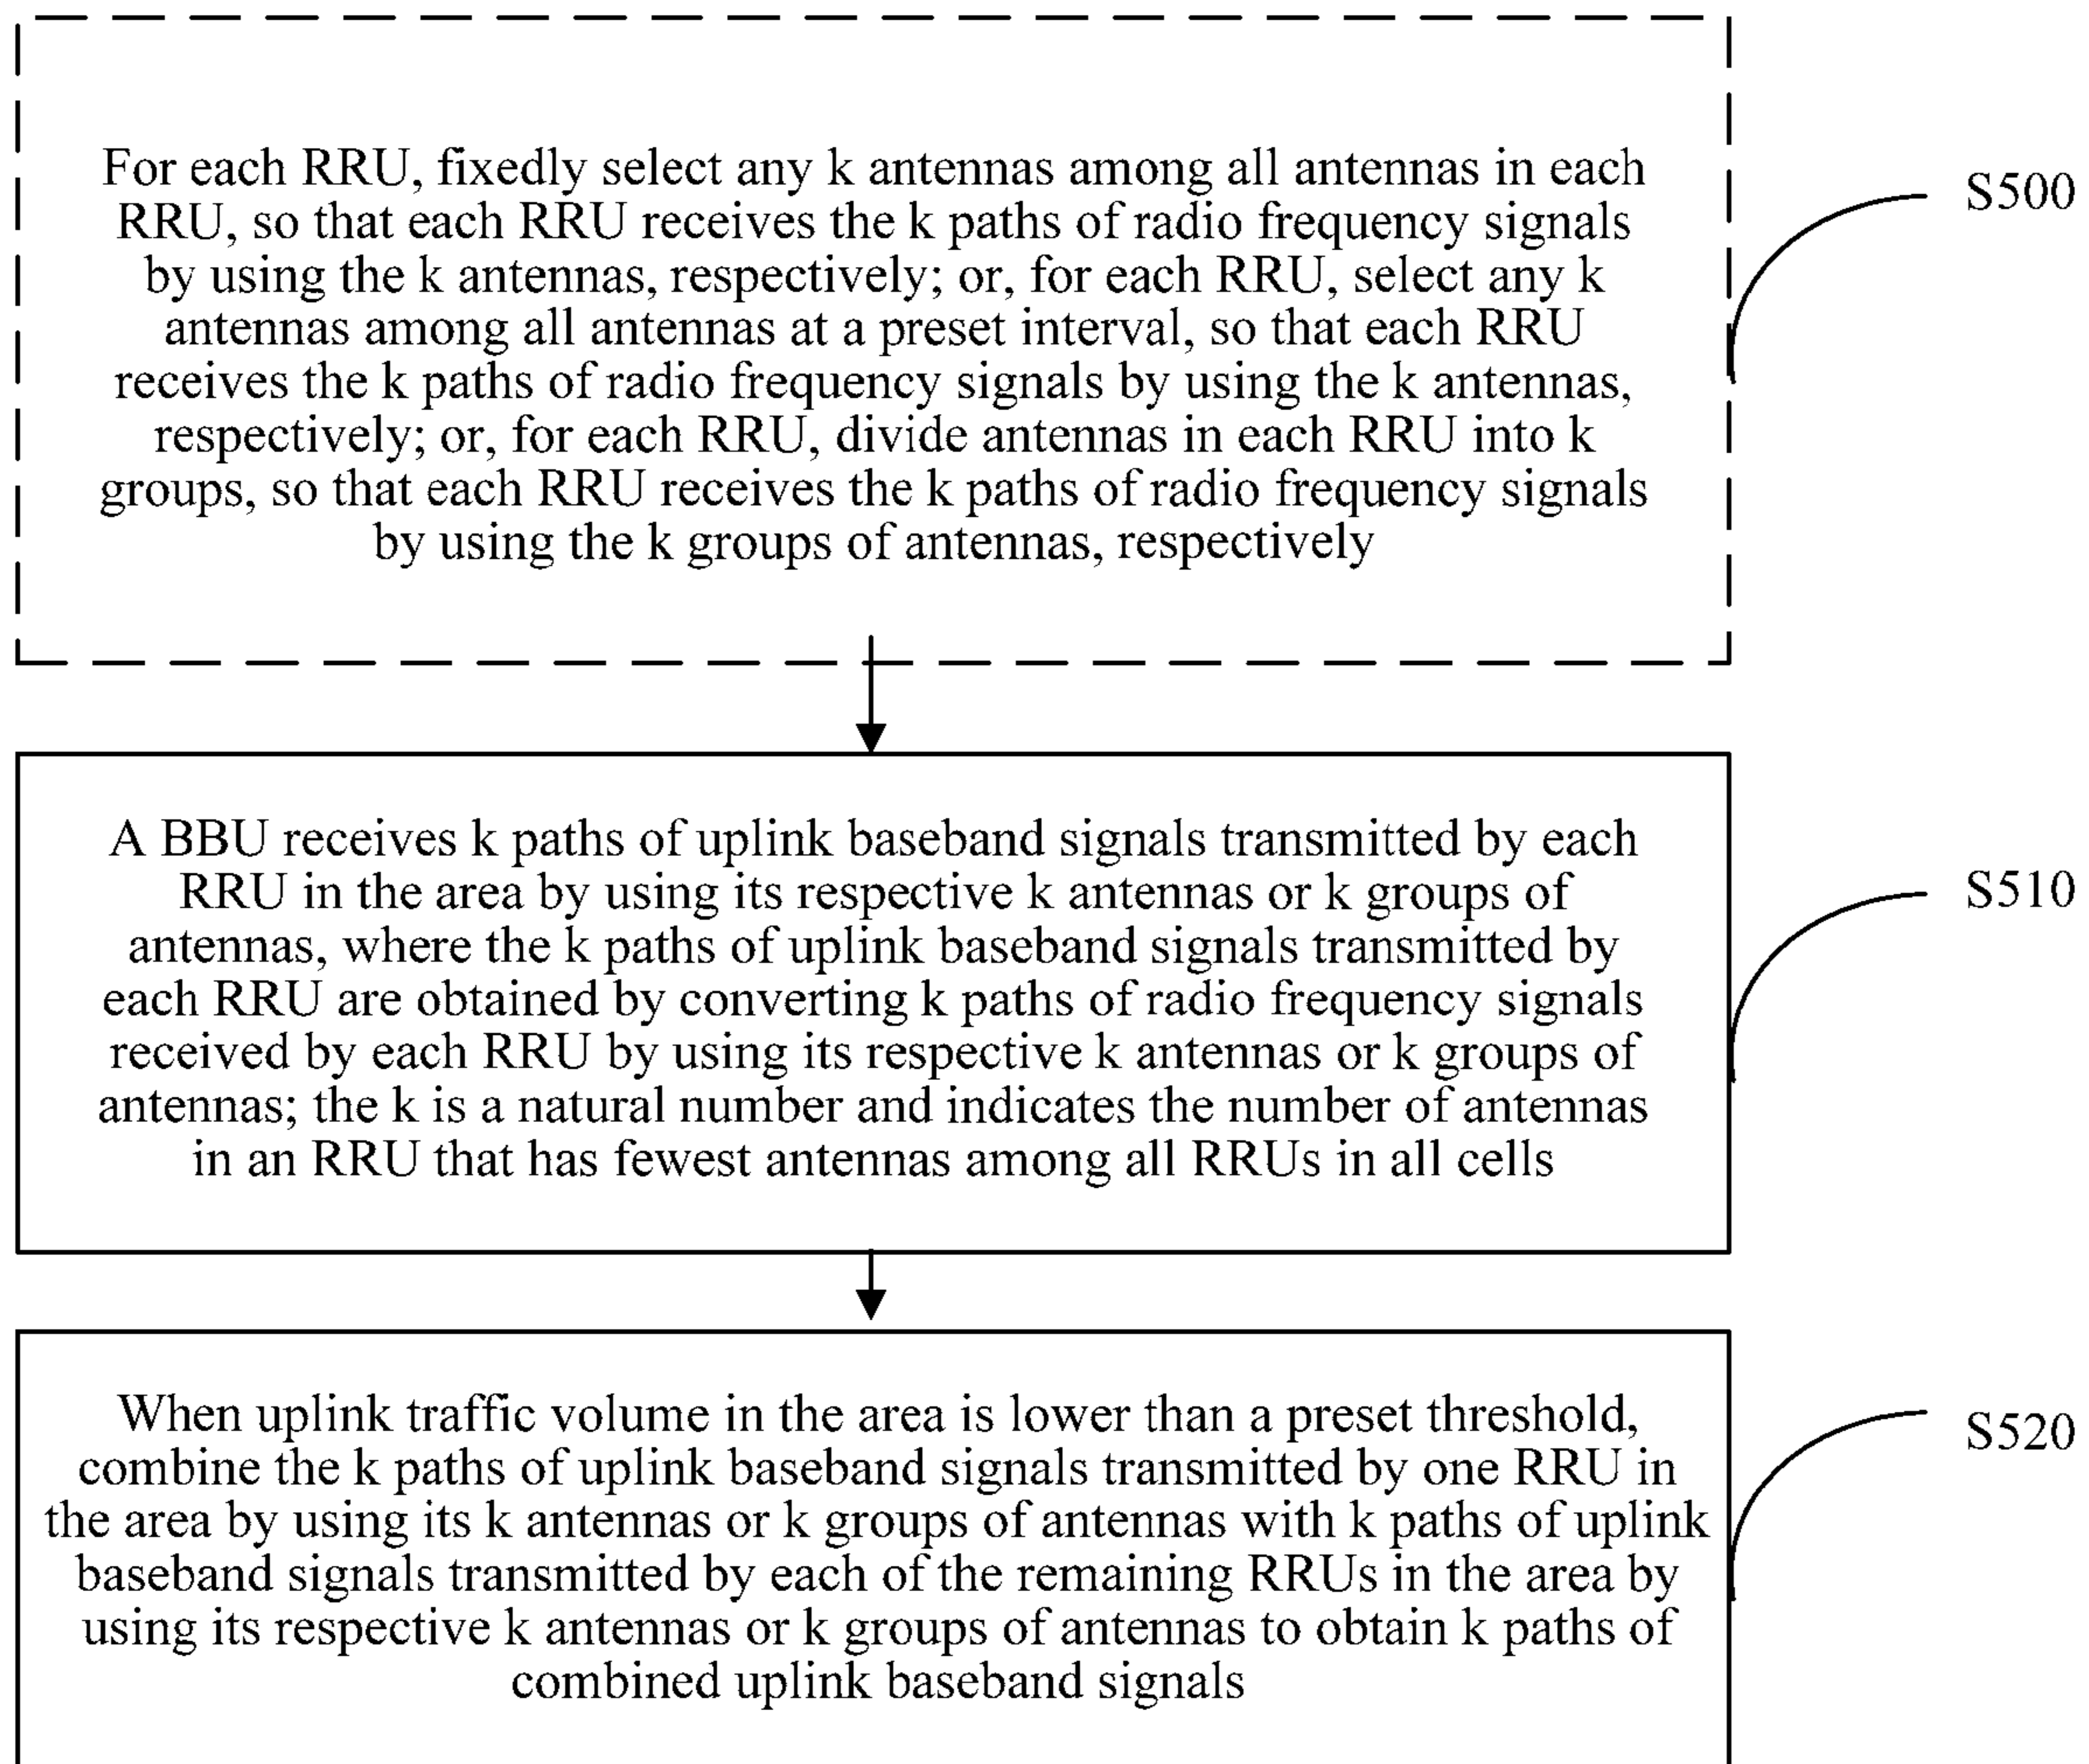 For each RRU, fixedly select any k antennas among all antennas in each
RRU, so that each RRU receives the k paths of radio frequency signals
by using the k antennas, respectively; or, for each RRU, select any k
antennas among all antennas at a preset interval, so that each RRU
receives the k paths of radio frequency signals by using the k antennas,
respectively; or, for each RRU, divide antennas in each RRU into k
groups, so that each RRU receives the k paths of radio frequency signals
by using the k groups of antennas, respectively
S500
A BBU receives k paths of uplink baseband signals transmitted by each
RRU in the area by using its respective k antennas or k groups of
antennas, where the k paths of uplink baseband signals transmitted by
each RRU are obtained by converting k paths of radio frequency signals
received by each RRU by using its respective k antennas or k groups of
antennas; the k is a natural number and indicates the number of antennas
in an RRU that has fewest antennas among all RRUs in all cells
S510
When uplink traffic volume in the area is lower than a preset threshold,
combine the k paths of uplink baseband signals transmitted by one RRU in
the area by using its k antennas or k groups of antennas with k paths of uplink
baseband signals transmitted by each of the remaining RRUs in the area by
using its respective k antennas or k groups of antennas to obtain k paths of
combined uplink baseband signals
S520